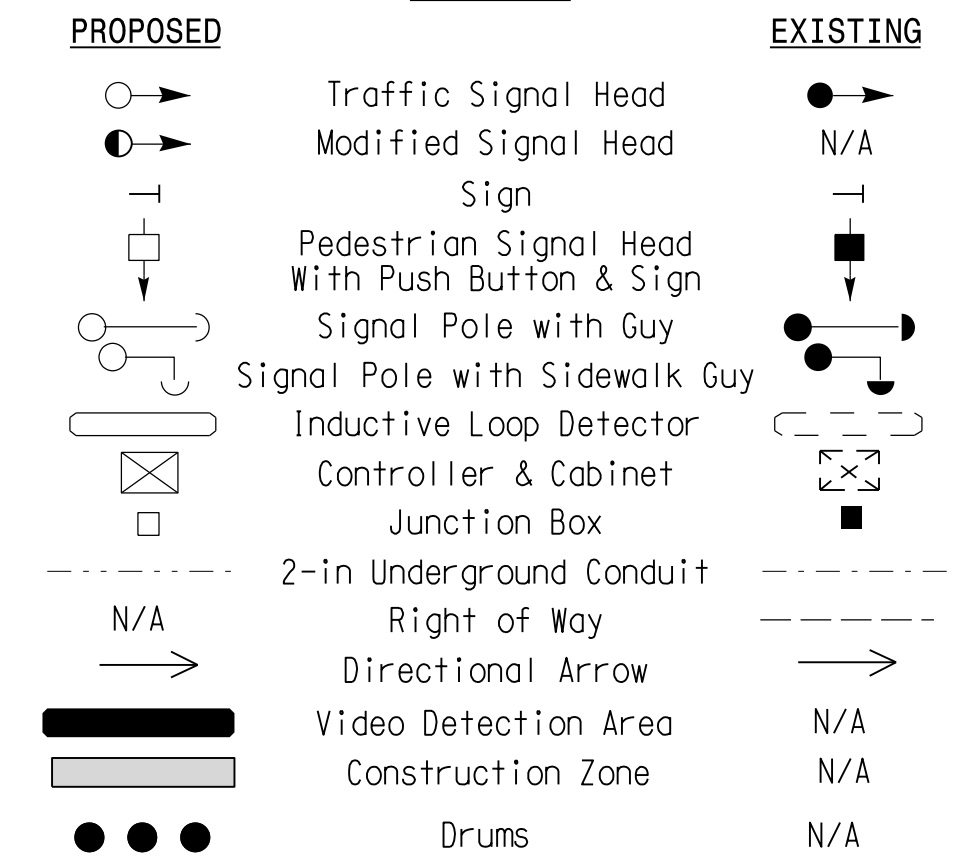 PROPOSED EXISTING
Traffic Signal Head
Modified Signal Head N/A
Sign
Pedestrian Signal Head
With Push Button & Sign
Signal Pole with Guy
Signal Pole with Sidewalk Guy
Inductive Loop Detector
Controller & Cabinet
Junction Box
2-in Underground Conduit
N/A Right of Way
Directional Arrow
Video Detection Area N/A
Construction Zone N/A
Drums N/A